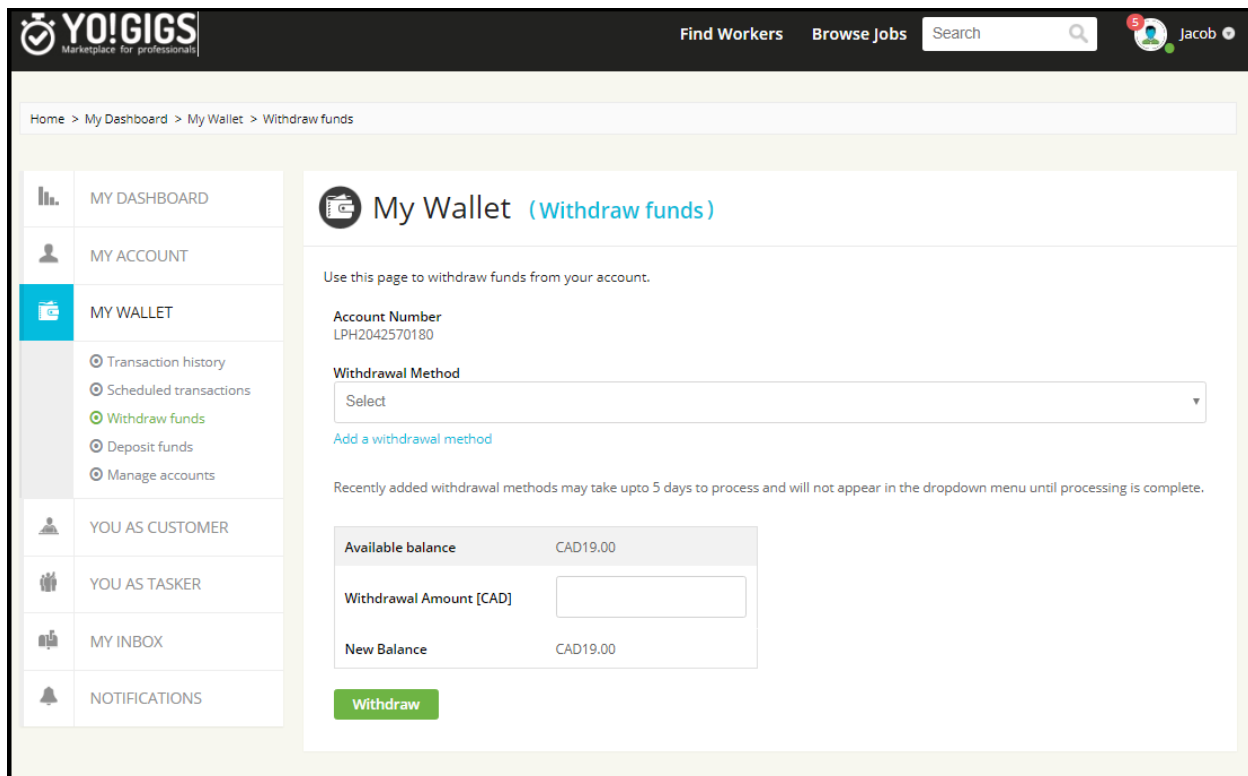 YO!GIGS
Marketplace for professionals
Find Workers Browse Jobs Search 5 Jacob
Home > My Dashboard > My Wallet > Withdraw funds
MY DASHBOARD
MY ACCOUNT
MY WALLET
Transaction history
Scheduled transactions
Withdraw funds
Deposit funds
Manage accounts
YOU AS CUSTOMER
YOU AS TASKER
MY INBOX
NOTIFICATIONS
My Wallet (Withdraw funds)
Use this page to withdraw funds from your account.
Account Number
LPH2042570180
Withdrawal Method
Select
Add a withdrawal method
Recently added withdrawal methods may take upto 5 days to process and will not appear in the dropdown menu until processing is complete.
Available balance CAD19.00
Withdrawal Amount [CAD]
New Balance CAD19.00
Withdraw